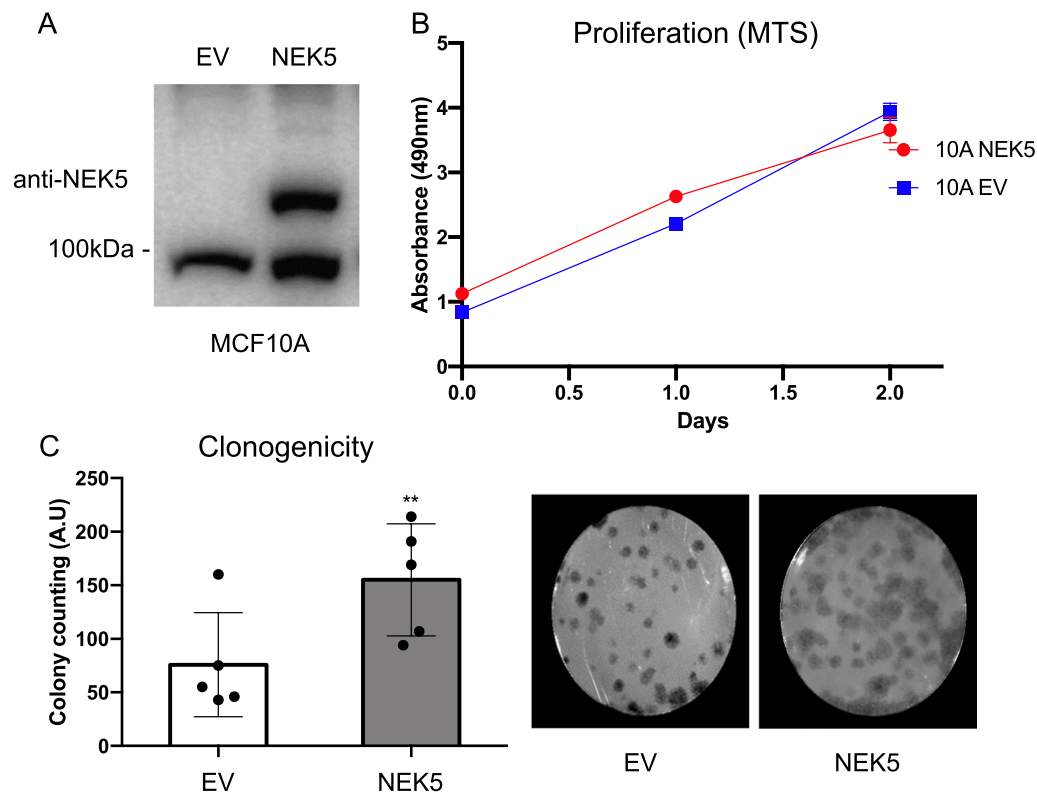 A
EV NEK5
anti-NEK5
100kDa -
MCF10A
B
Proliferation (MTS)
Absorbance (490nm)
5
4
3
2
1
0
0.0 0.5 1.0 1.5 2.0
Days
10A NEK5
10A EV
C
Clonogenicity
Colony counting (A.U)
250
200
150
100
50
0
**
EV NEK5
EV NEK5